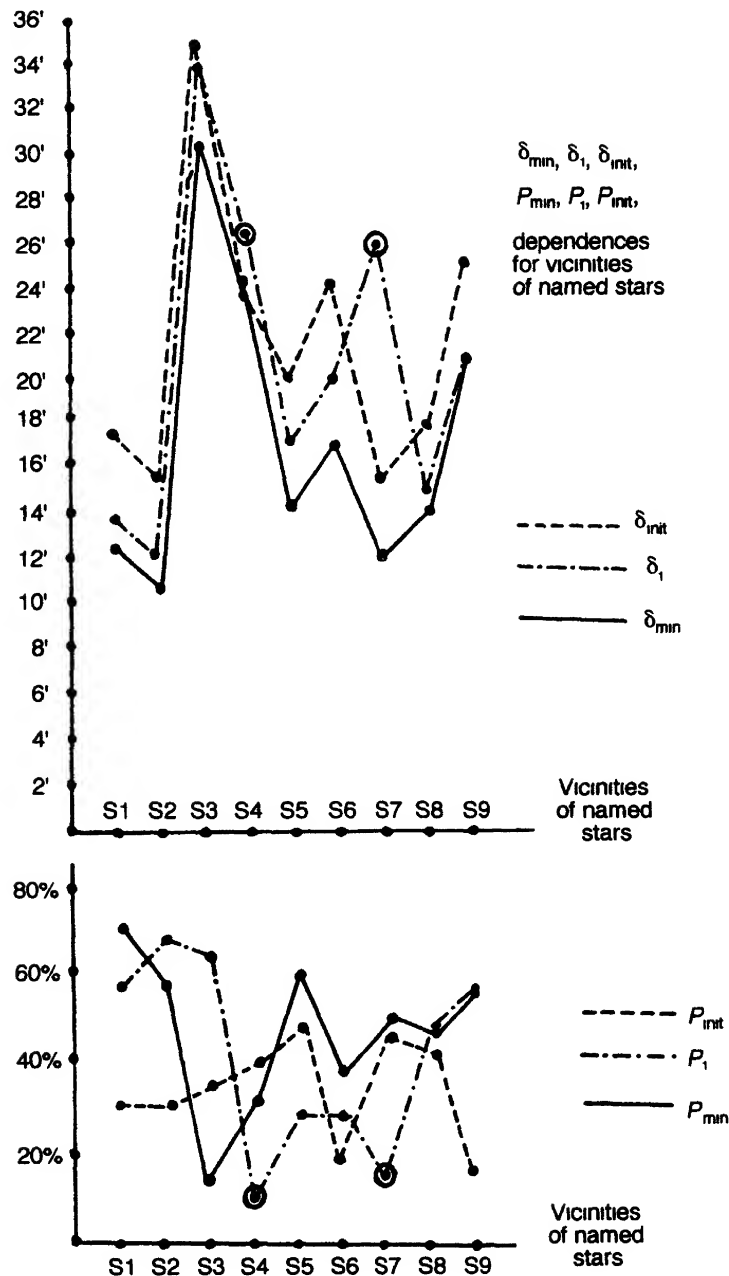 36'
34'
32'
30'
28'
26'
24'
22'
20'
18'
16'
14'
12'
10'
8'
6'
4'
2'
δmin, δ1, δinit,
Pmin, P1, Pinit,
dependences
for vicinities
of named stars
δinit
δ1
δmin
S1 S2 S3 S4 S5 S6 S7 S8 S9
Vicinities
of named
stars
80%
60%
40%
20%
Pinit
P1
Pmin
Vicinities
of named
stars
S1 S2 S3 S4 S5 S6 S7 S8 S9